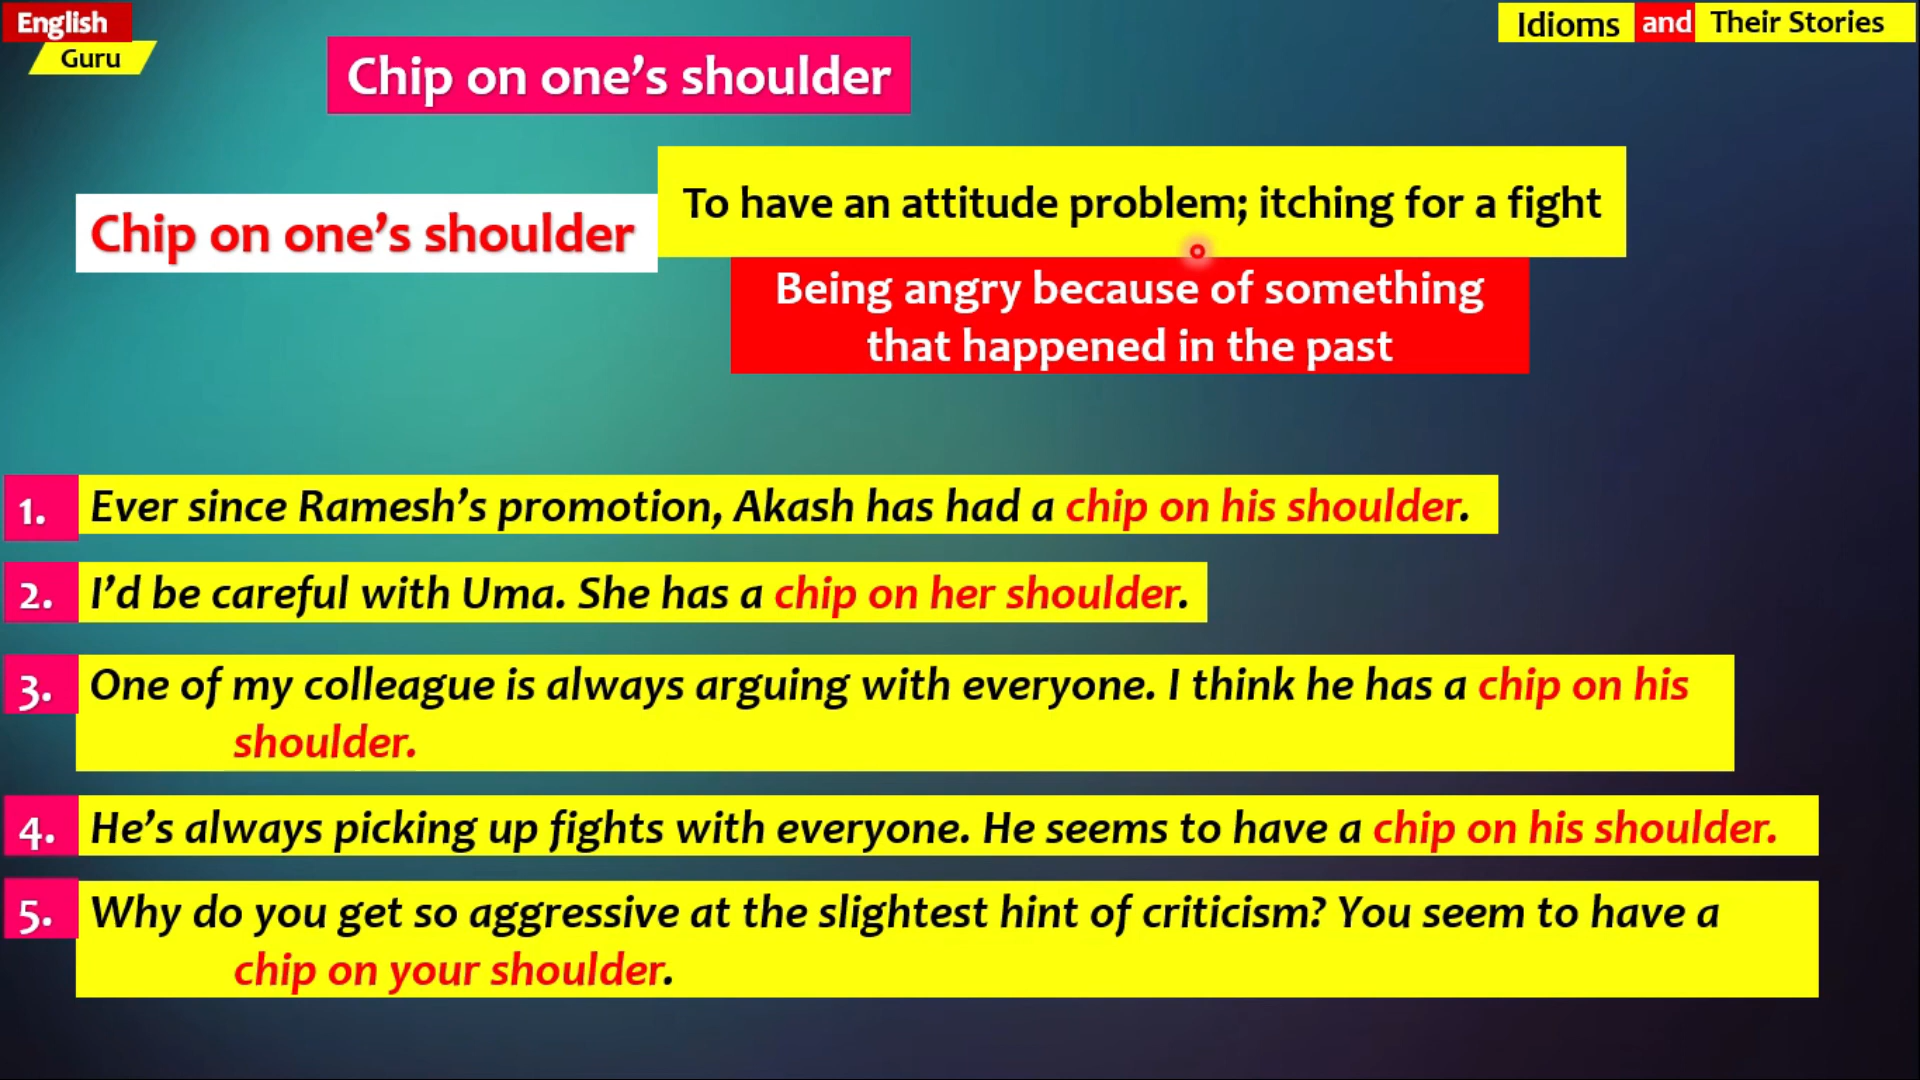 English
Guru
Idioms and Their Stories
Chip on one’s shoulder
Chip on one’s shoulder
To have an attitude problem; itching for a fight
Being angry because of something
that happened in the past
1. Ever since Ramesh’s promotion, Akash has had a chip on his shoulder.
2. I’d be careful with Uma. She has a chip on her shoulder.
3. One of my colleague is always arguing with everyone. I think he has a chip on his
shoulder.
4. He’s always picking up fights with everyone. He seems to have a chip on his shoulder.
5. Why do you get so aggressive at the slightest hint of criticism? You seem to have a
chip on your shoulder.